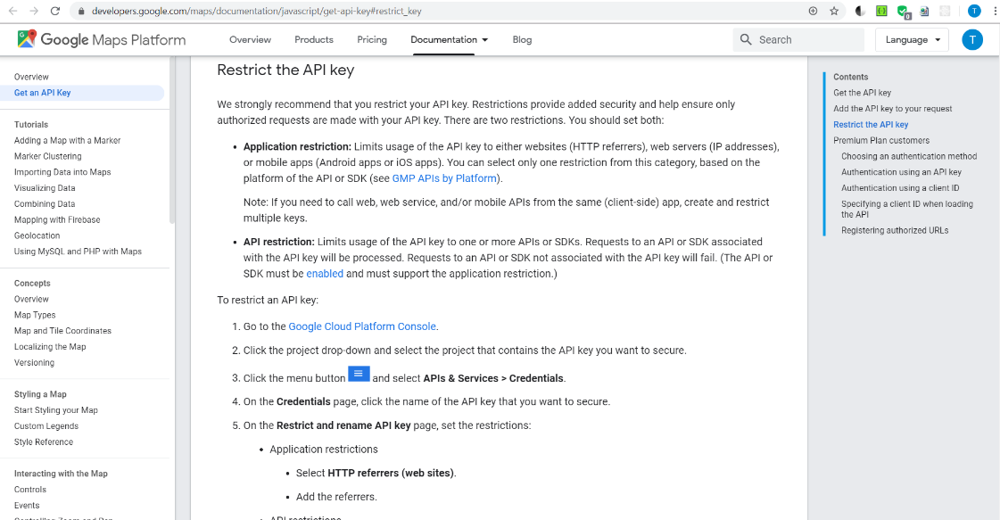 developers.google.com/maps/documentation/javascript/get-api-key#restrict_key
0
T
Google Maps Platform
Overview
Products
Pricing
Documentation
Blog
Search
Language
T
Overview
Get an API Key
Tutorials
Adding a Map with a Marker
Marker Clustering
Importing Data into Maps
Visualizing Data
Combining Data
Mapping with Firebase
Geolocation
Using MySQL and PHP with Maps
Concepts
Overview
Map Types
Map and Tile Coordinates
Localizing the Map
Versioning
Styling a Map
Start Styling your Map
Custom Legends
Style Reference
Interacting with the Map
Controls
Events
Controlling Zoom and Pan
Restrict the API key
We strongly recommend that you restrict your API key. Restrictions provide added security and help ensure only
authorized requests are made with your API key. There are two restrictions. You should set both:
• Application restriction: Limits usage of the API key to either websites (HTTP referrers), web servers (IP addresses),
or mobile apps (Android apps or iOS apps). You can select only one restriction from this category, based on the
platform of the API or SDK (see GMP APIs by Platform).
Note: If you need to call web, web service, and/or mobile APIs from the same (client-side) app, create and restrict
multiple keys.
• API restriction: Limits usage of the API key to one or more APIs or SDKs. Requests to an API or SDK associated
with the API key will be processed. Requests to an API or SDK not associated with the API key will fail. (The API or
SDK must be enabled and must support the application restriction.)
To restrict an API key:
1. Go to the Google Cloud Platform Console.
2. Click the project drop-down and select the project that contains the API key you want to secure.
3. Click the menu button and select APIs & Services > Credentials.
4. On the Credentials page, click the name of the API key that you want to secure.
5. On the Restrict and rename API key page, set the restrictions:
• Application restrictions
• Select HTTP referrers (web sites).
• Add the referrers.
• API restrictions
Contents
Get the API key
Add the API key to your request
Restrict the API key
Premium Plan customers
Choosing an authentication method
Authentication using an API key
Authentication using a client ID
Specifying a client ID when loading
the API
Registering authorized URLs